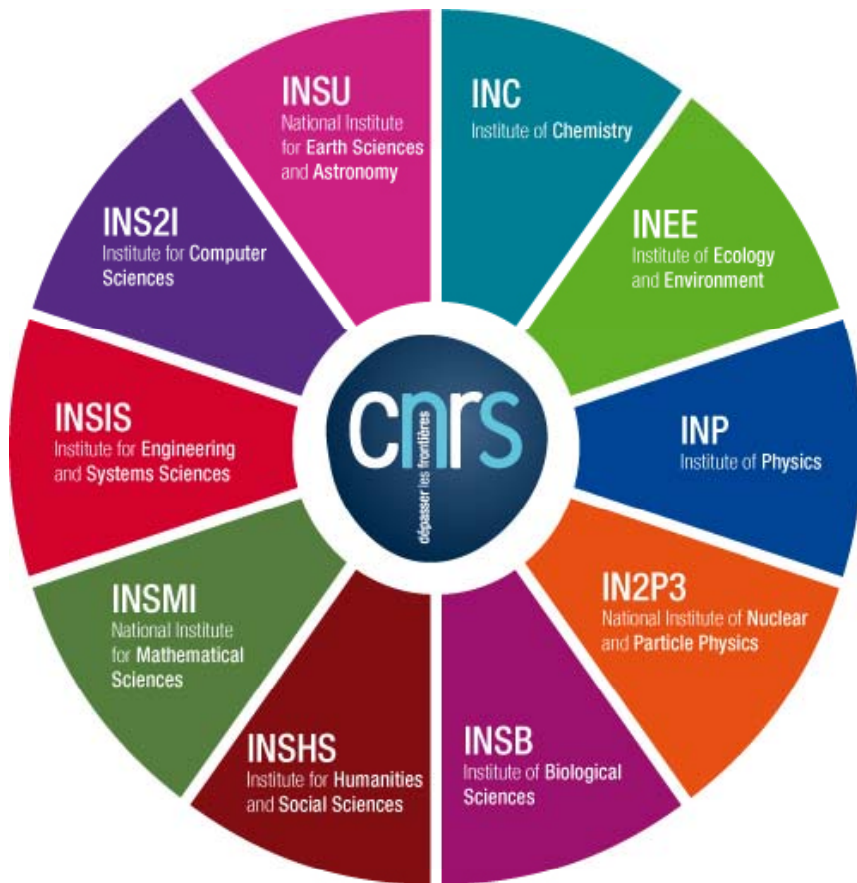 INSU
National Institute
for Earth Sciences
and Astronomy
INC
Institute of Chemistry
INEE
Institute of Ecology
and Environment
INP
Institute of Physics
IN2P3
National Institute of Nuclear
and Particle Physics
INSB
Institute of Biological
Sciences
INSHS
Institute for Humanities
and Social Sciences
INSMI
National Institute
for Mathematical
Sciences
INSIS
Institute for Engineering
and Systems Sciences
INS2I
Institute for Computer
Sciences
cnrs
dépasser les frontières